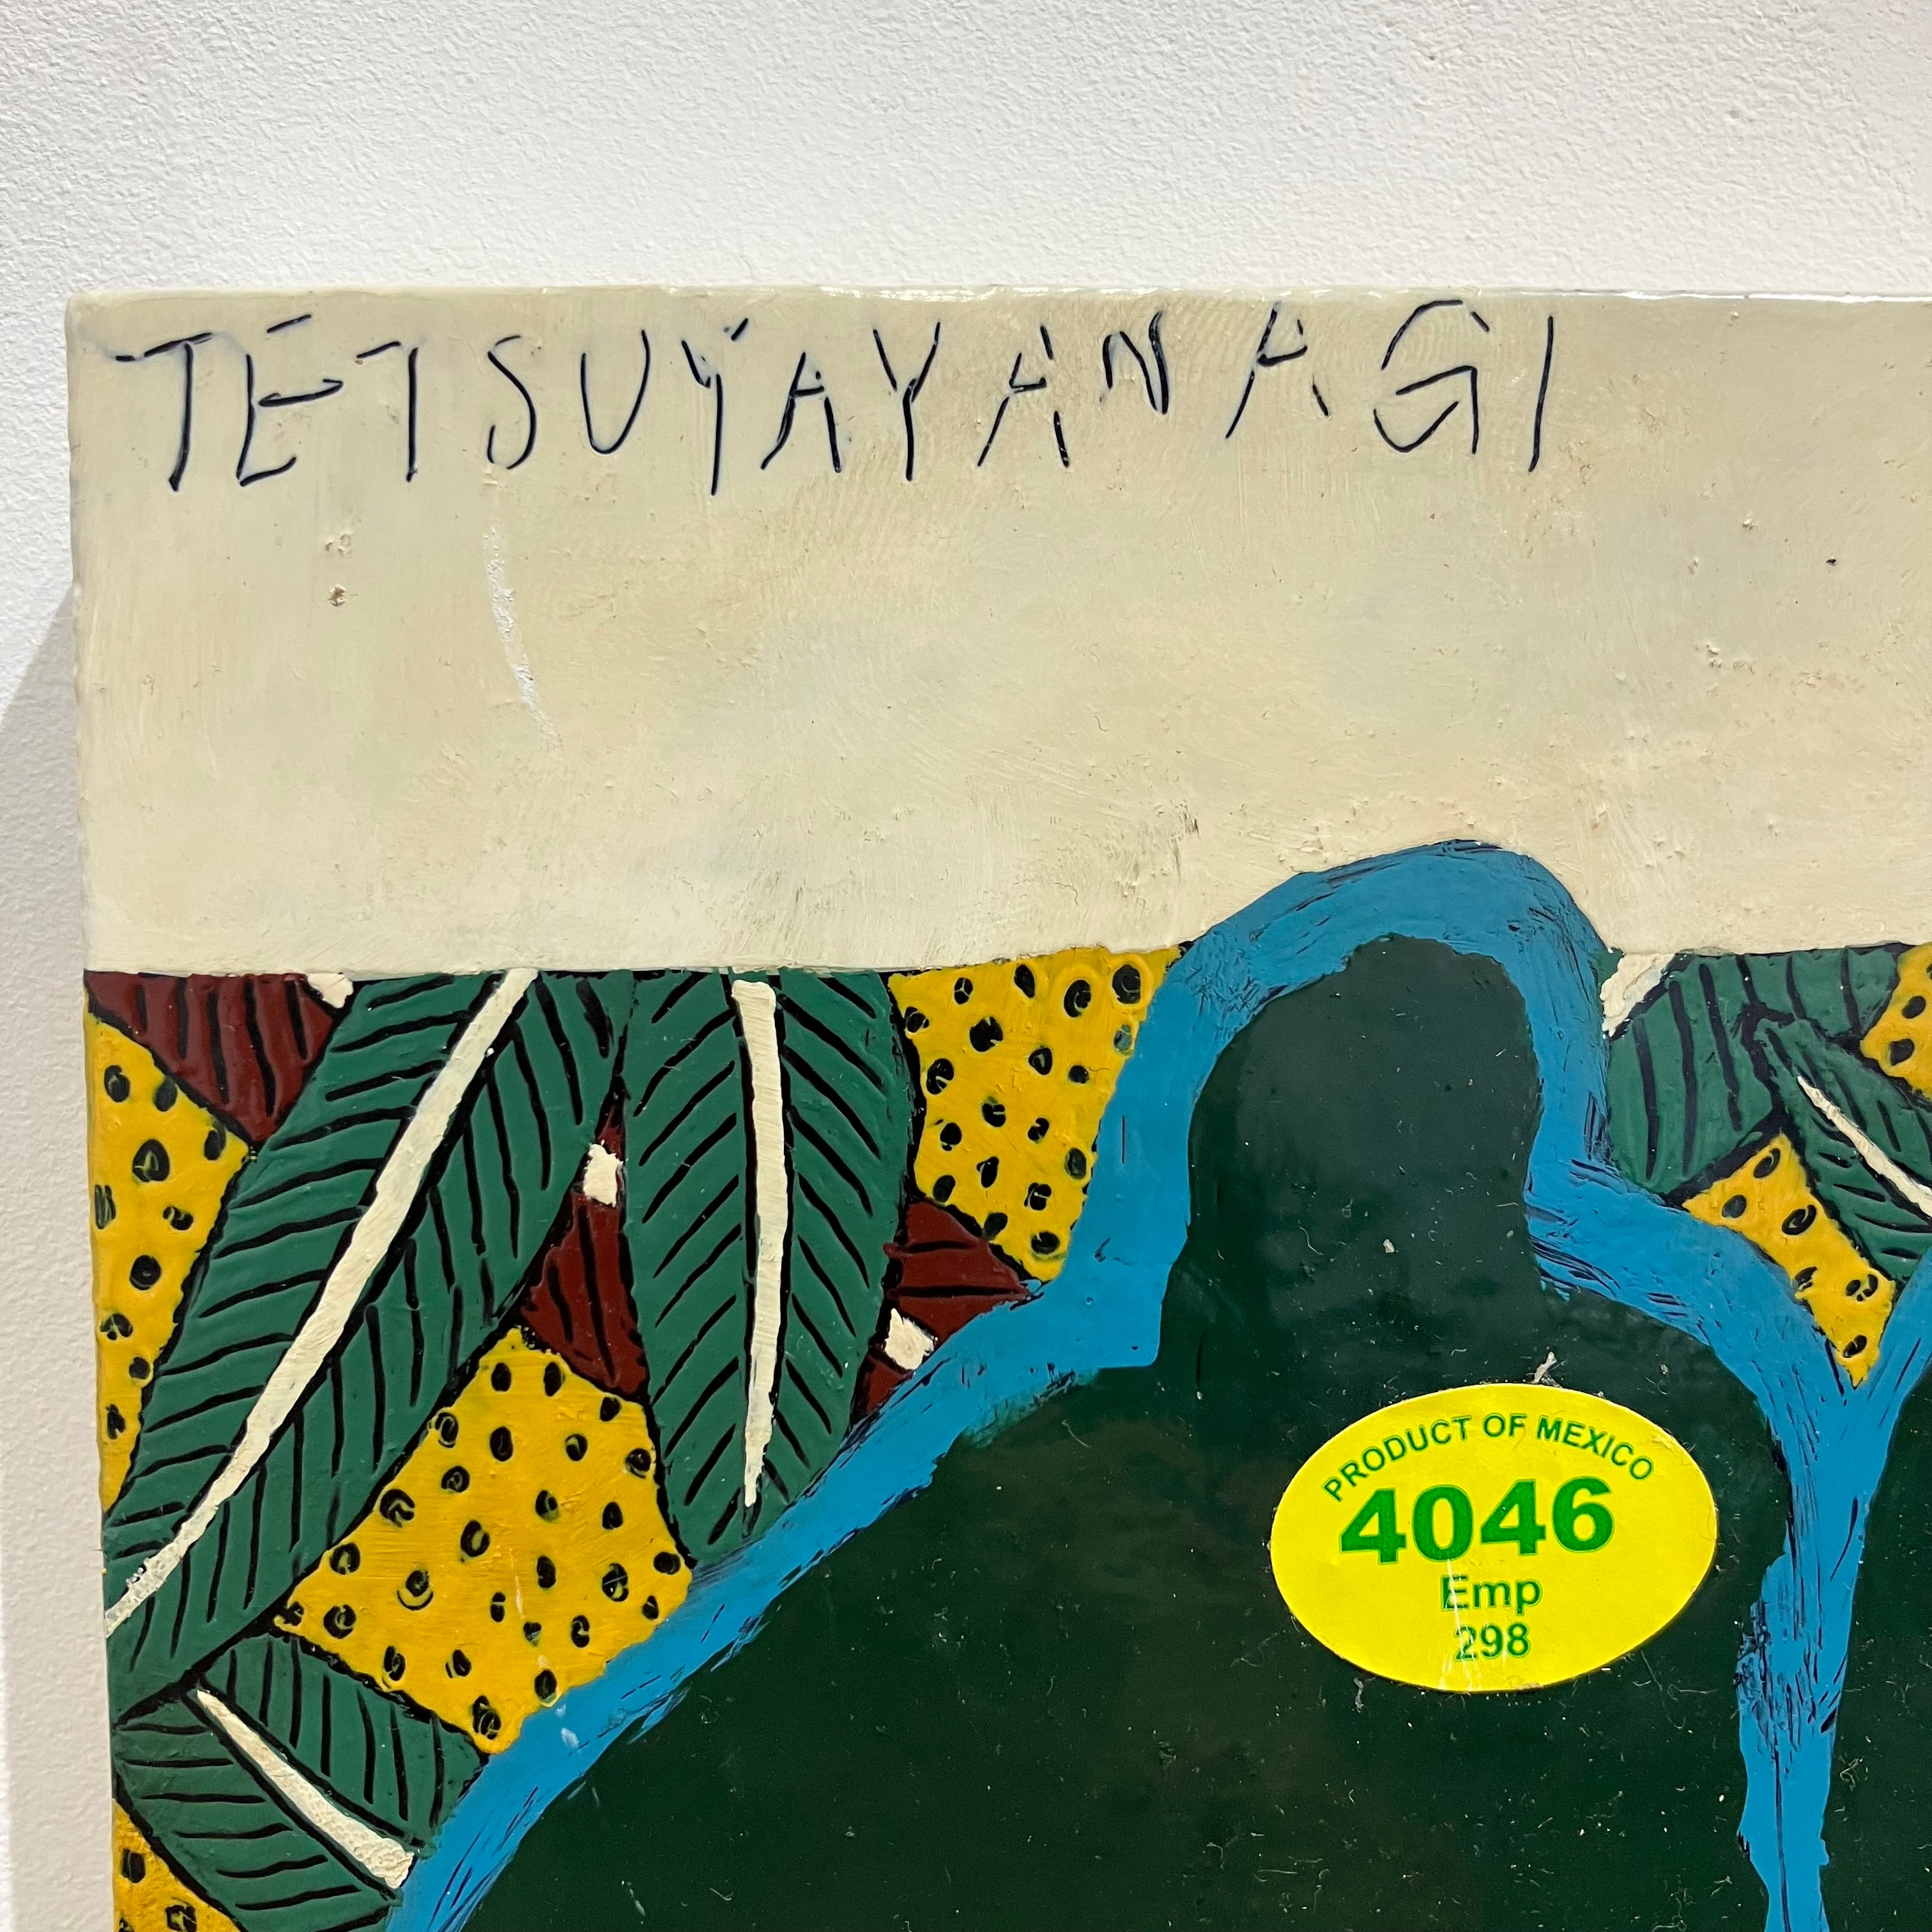 TETSUYAYANAGI
PRODUCT OF MEXICO
4046
Emp
298